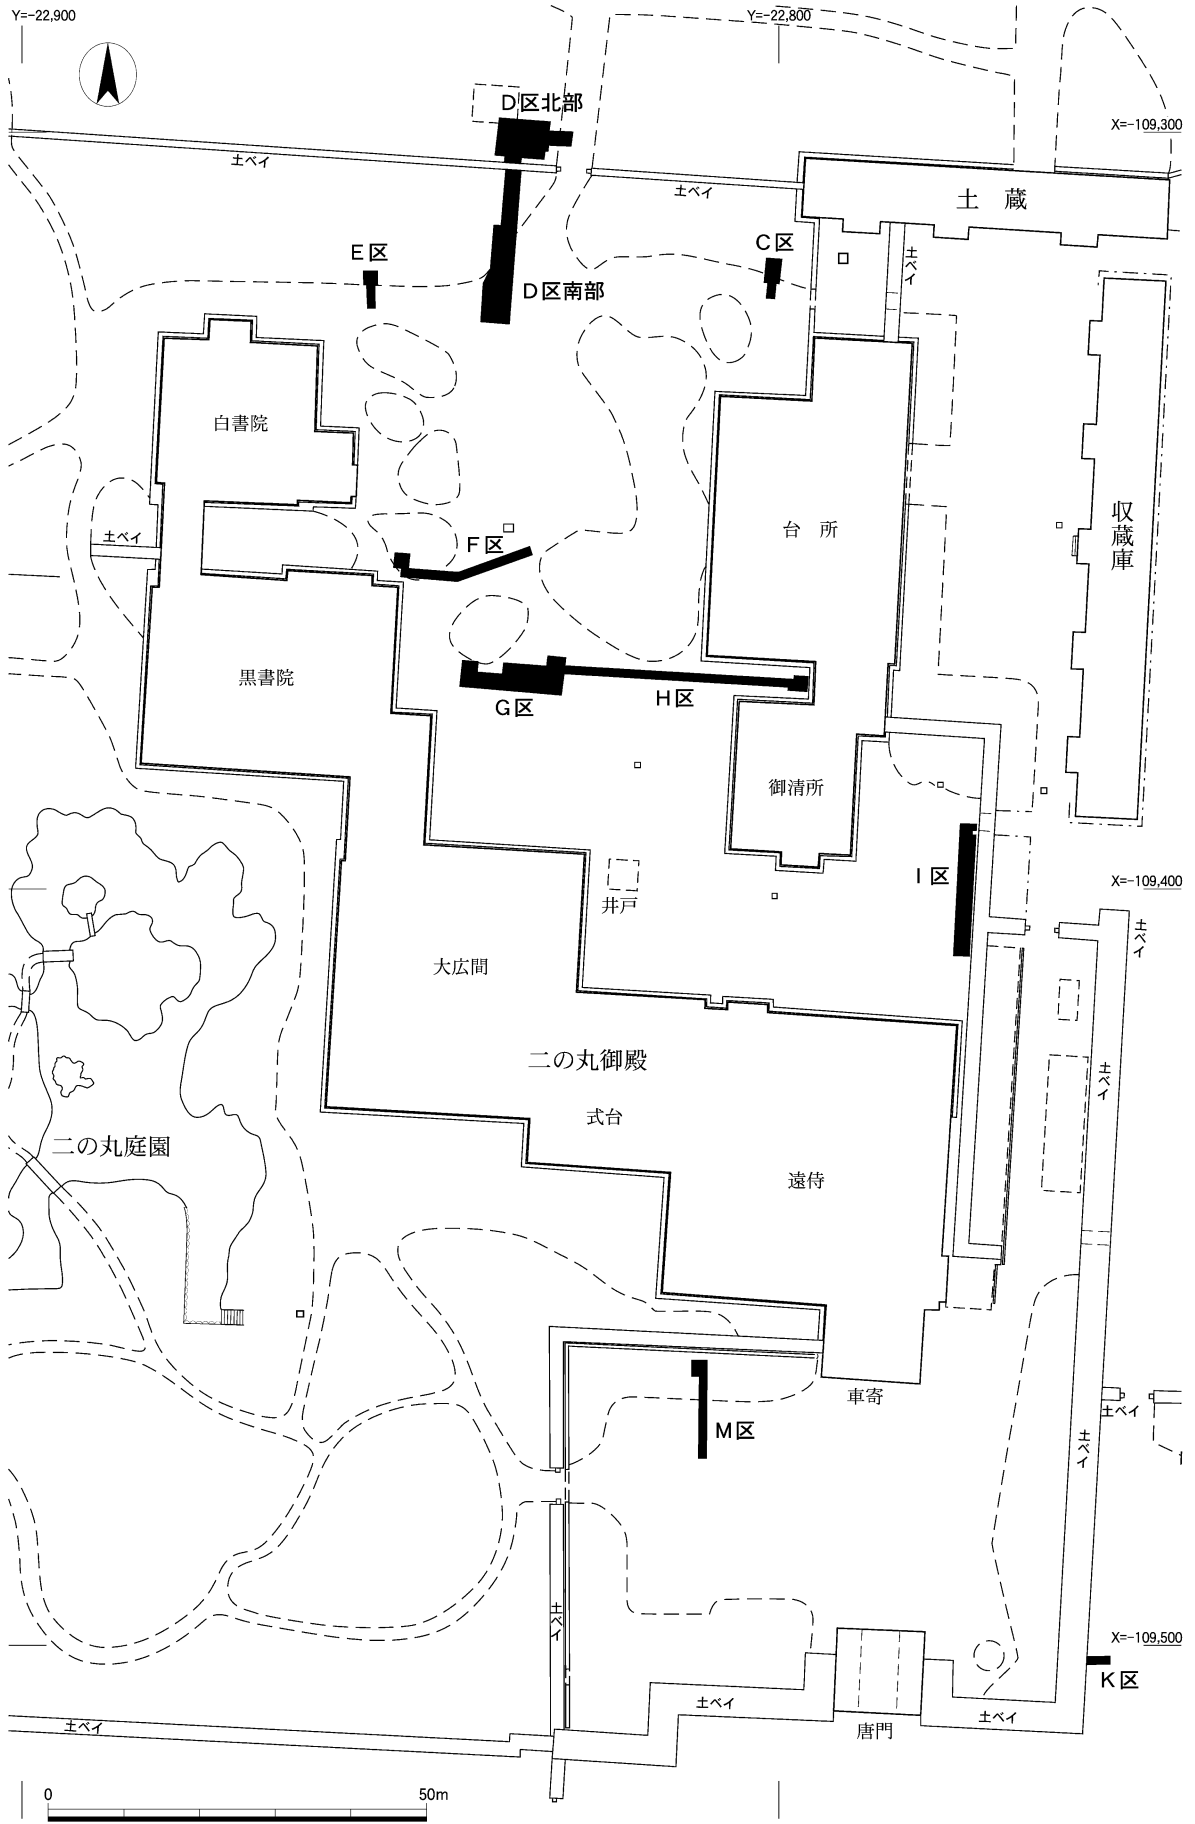 Y=-22,900
Y=-22,800
D区北部
X=-109,300
土ベイ
土ベイ
土 蔵
E区
C区
土ベイ
D区南部
白書院
台 所
収蔵庫
土ベイ
F区
黒書院
H区
G区
御清所
I区
X=-109,400
井戸
土ベイ
大広間
二の丸御殿
土ベイ
式台
二の丸庭園
遠侍
車寄
土ベイ
M区
土ベイ
土ベイ
X=-109,500
K区
土ベイ
土ベイ
土ベイ
唐門
0
50m